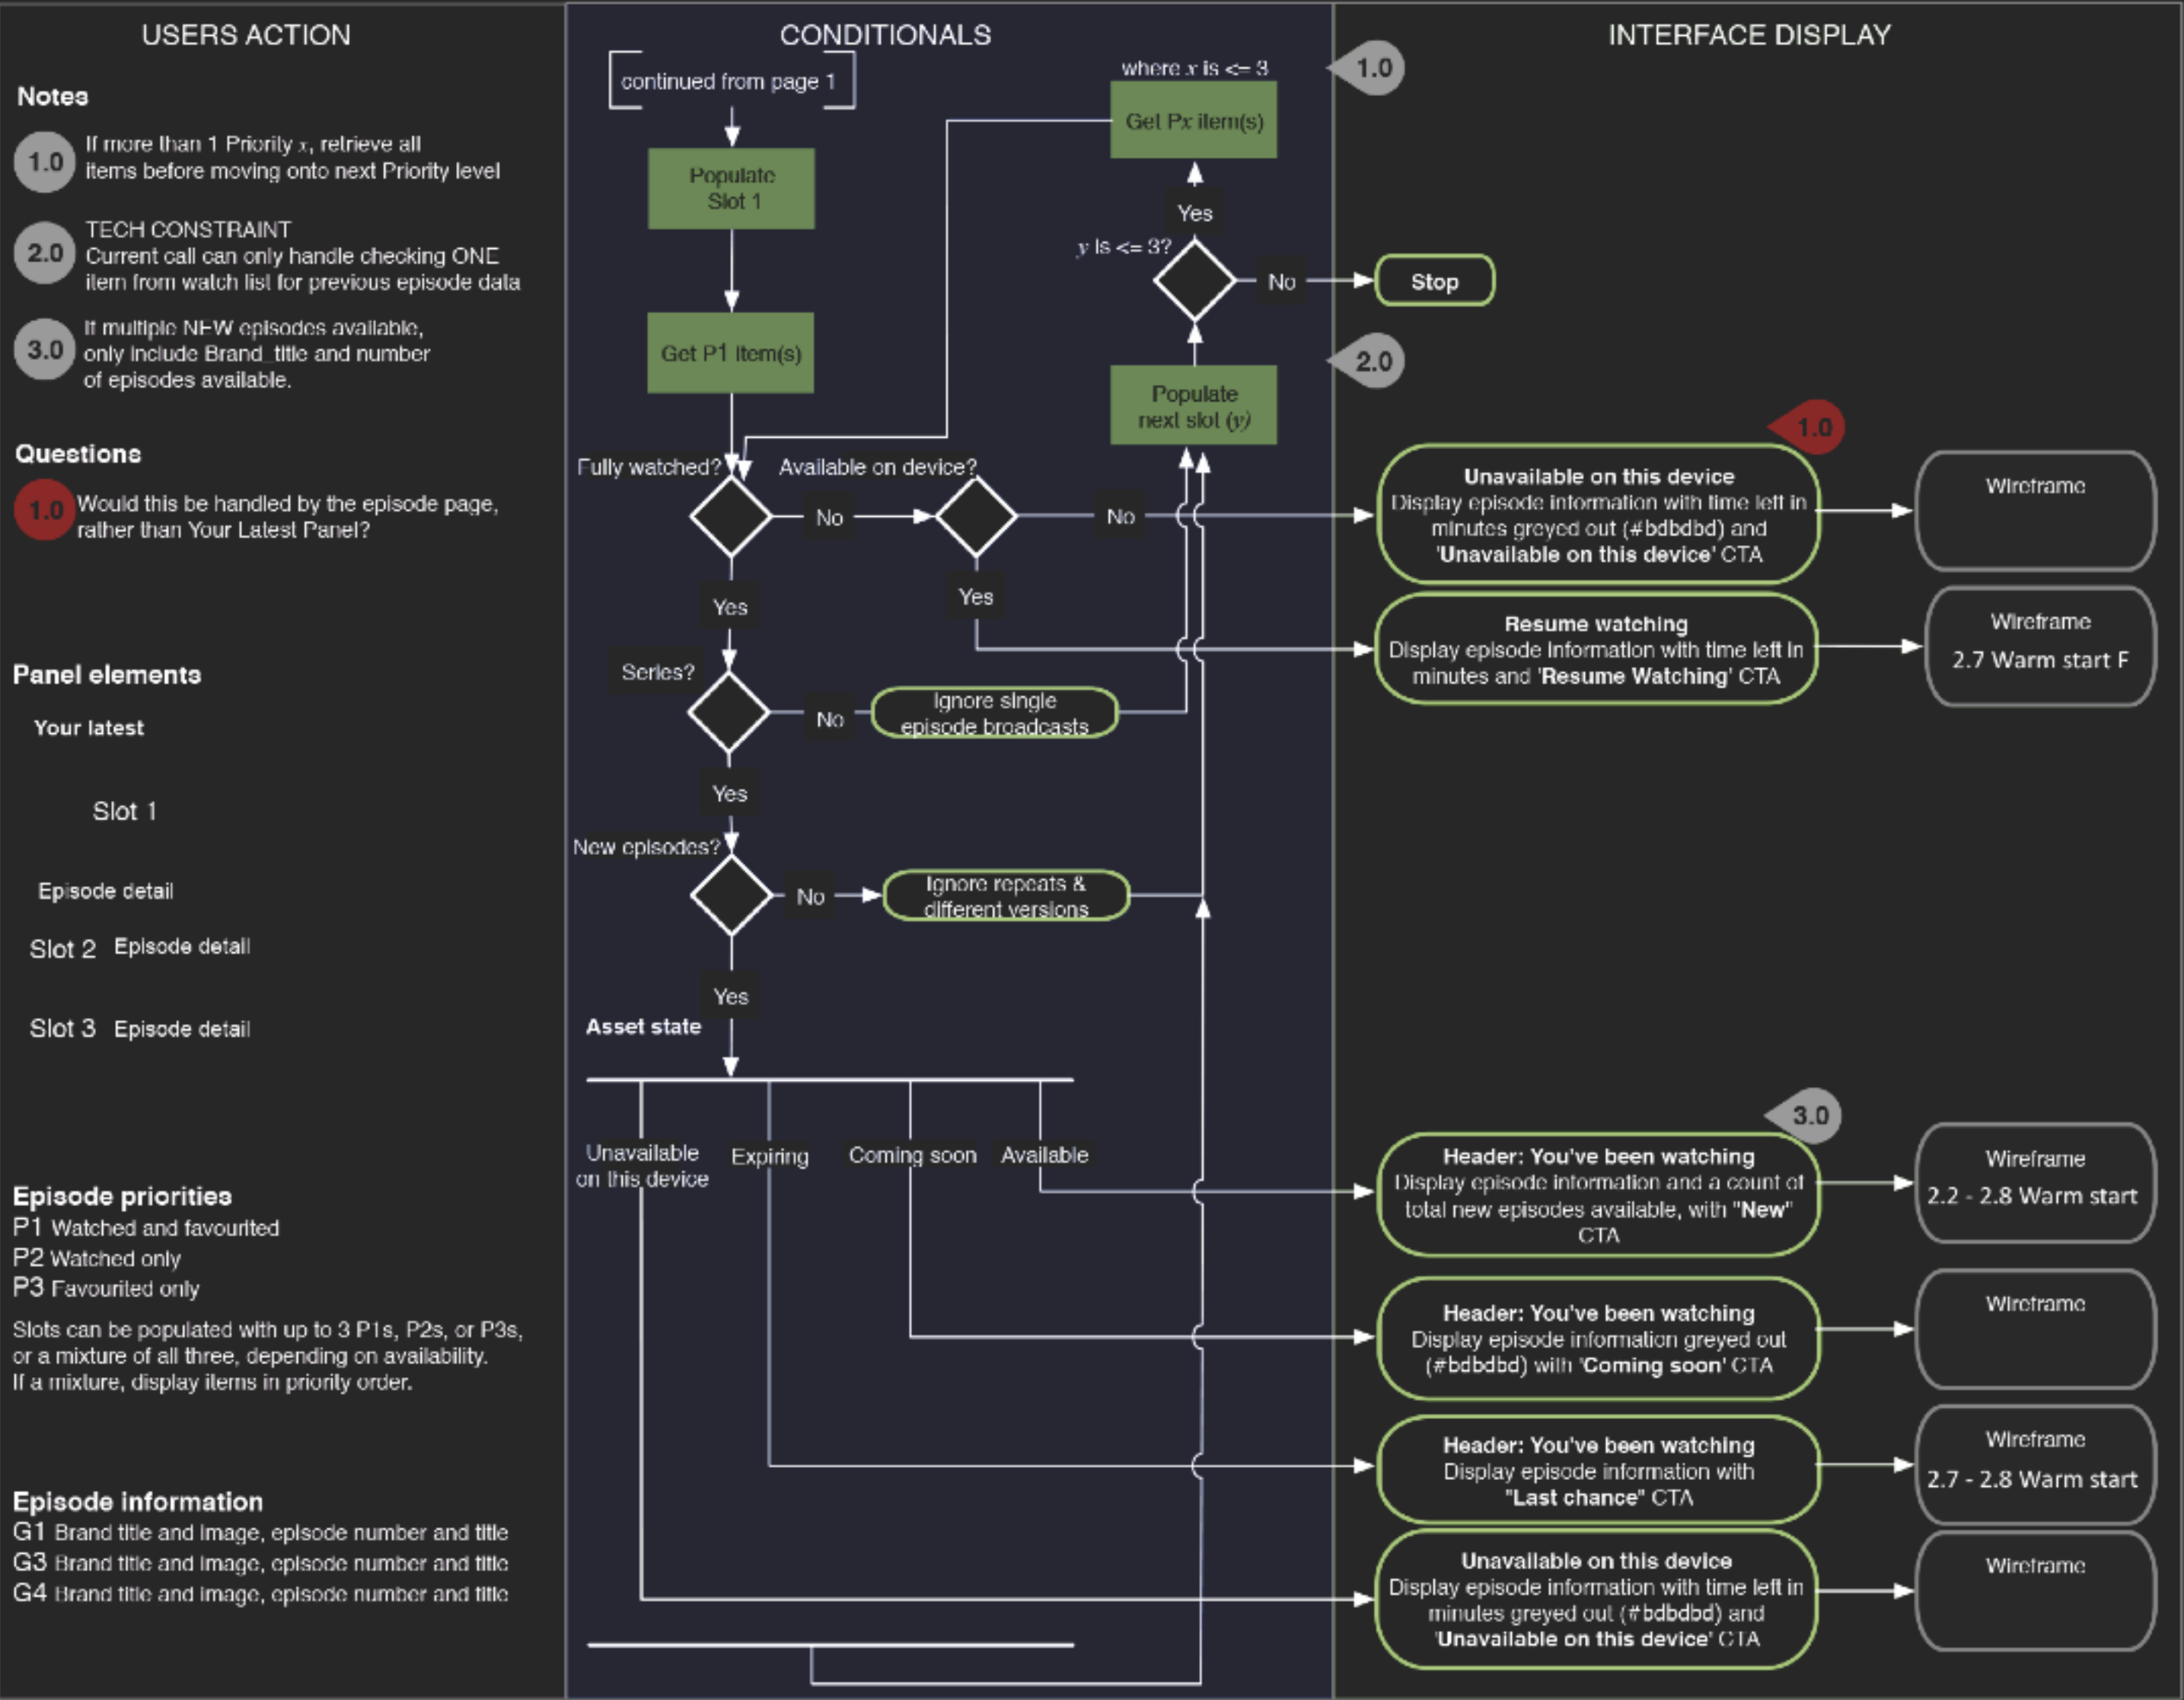 USERS ACTION
Notes
1.0
If more than 1 Priority x, retrieve all
items before moving onto next Priority level
2.0
TECH CONSTRAINT
Current call can only handle checking ONE
item from watch list for previous episode data
3.0
If multiple NEW episodes available,
only include Brand_title and number
of episodes available.
Questions
1.0
Would this be handled by the episode page,
rather than Your Latest Panel?
Panel elements
Your latest
Slot 1
Episode detail
Slot 2 Episode detail
Slot 3 Episode detail
Episode priorities
P1 Watched and favourited
P2 Watched only
P3 Favourited only
Slots can be populated with up to 3 P1s, P2s, or P3s,
or a mixture of all three, depending on availability.
If a mixture, display items in priority order.
Episode information
G1 Brand title and image, episode number and title
G3 Brand title and image, episode number and title
G4 Brand title and image, episode number and title
CONDITIONALS
continued from page 1
Populate
Slot 1
Get P1 item(s)
where x is <= 3
Get Px item(s)
Yes
y is <= 3?
No
Populate
next slot (y)
Fully watched?
No
Available on device?
No
Yes
Yes
Series?
No
Ignore single
episode broadcasts
Yes
New episodes?
No
Ignore repeats &
different versions
Yes
Asset state
Unavailable
on this device
Expiring
Coming soon
Available
INTERFACE DISPLAY
1.0
Stop
2.0
1.0
Unavailable on this device
Display episode information with time left in
minutes greyed out (#bdbdbd) and
'Unavailable on this device' CTA
Wireframe
Resume watching
Display episode information with time left in
minutes and 'Resume Watching' CTA
Wireframe
2.7 Warm start F
3.0
Header: You've been watching
Display episode information and a count of
total new episodes available, with "New"
CTA
Wireframe
2.2 - 2.8 Warm start
Header: You've been watching
Display episode information greyed out
(#bdbdbd) with 'Coming soon' CTA
Wireframe
Header: You've been watching
Display episode information with
"Last chance" CTA
Wireframe
2.7 - 2.8 Warm start
Unavailable on this device
Display episode information with time left in
minutes greyed out (#bdbdbd) and
'Unavailable on this device' CTA
Wireframe